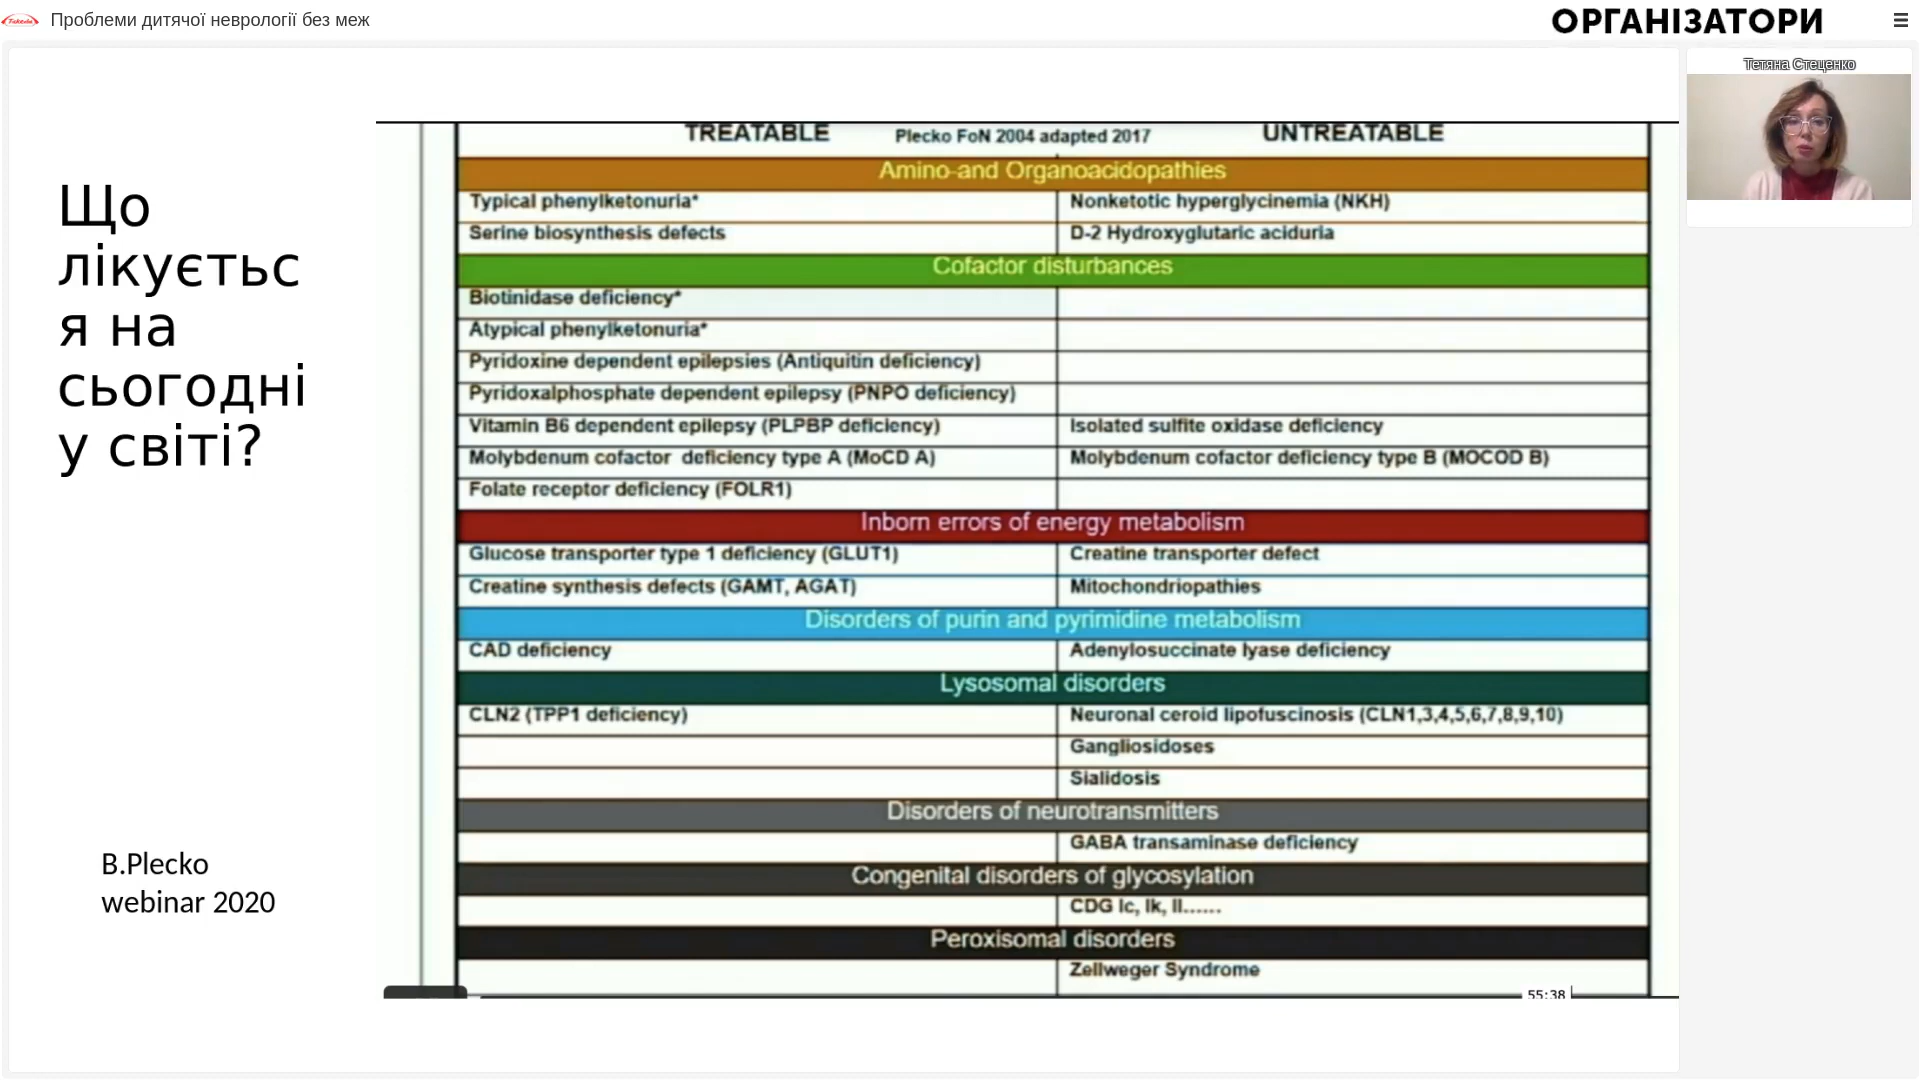 Takeda
Проблеми дитячої неврології без меж
ОРГАНІЗАТОРИ
Тетяна Стеценко
Що
лікуєтьс
я на
сьогодні
у світі?
B.Plecko
webinar 2020
TREATABLE Plecko FoN 2004 adapted 2017 UNTREATABLE
Amino-and Organoacidopathies
Typical phenylketonuria* Nonketotic hyperglycinemia (NKH)
Serine biosynthesis defects D-2 Hydroxyglutaric aciduria
Cofactor disturbances
Biotinidase deficiency*
Atypical phenylketonuria*
Pyridoxine dependent epilepsies (Antiquitin deficiency)
Pyridoxalphosphate dependent epilepsy (PNPO deficiency)
Vitamin B6 dependent epilepsy (PLPBP deficiency) Isolated sulfite oxidase deficiency
Molybdenum cofactor deficiency type A (MoCD A) Molybdenum cofactor deficiency type B (MOCOD B)
Folate receptor deficiency (FOLR1)
Inborn errors of energy metabolism
Glucose transporter type 1 deficiency (GLUT1) Creatine transporter defect
Creatine synthesis defects (GAMT, AGAT) Mitochondriopathies
Disorders of purin and pyrimidine metabolism
CAD deficiency Adenylosuccinate lyase deficiency
Lysosomal disorders
CLN2 (TPP1 deficiency) Neuronal ceroid lipofuscinosis (CLN1,3,4,5,6,7,8,9,10)
Gangliosidoses
Sialidosis
Disorders of neurotransmitters
GABA transaminase deficiency
Congenital disorders of glycosylation
CDG Ic, Ik, II......
Peroxisomal disorders
Zellweger Syndrome
55:38